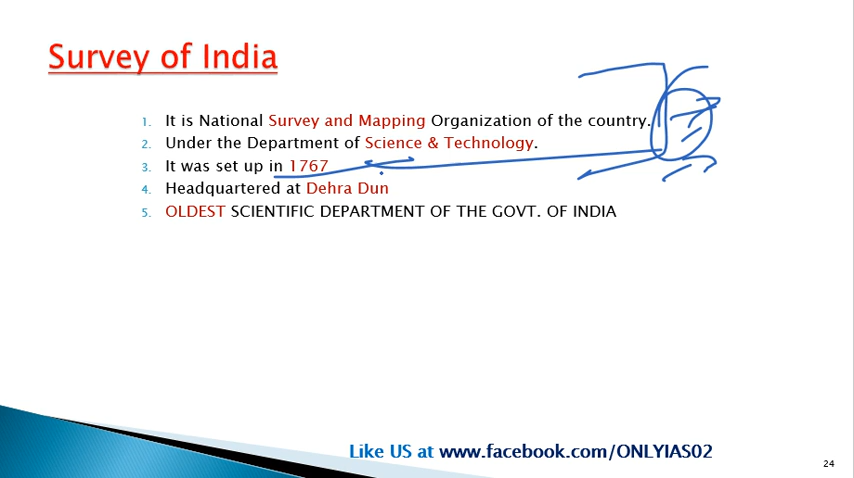 Survey of India
1. It is National Survey and Mapping Organization of the country.
2. Under the Department of Science & Technology.
3. It was set up in 1767
4. Headquartered at Dehra Dun
5. OLDEST SCIENTIFIC DEPARTMENT OF THE GOVT. OF INDIA
Like US at www.facebook.com/ONLYIAS02
24